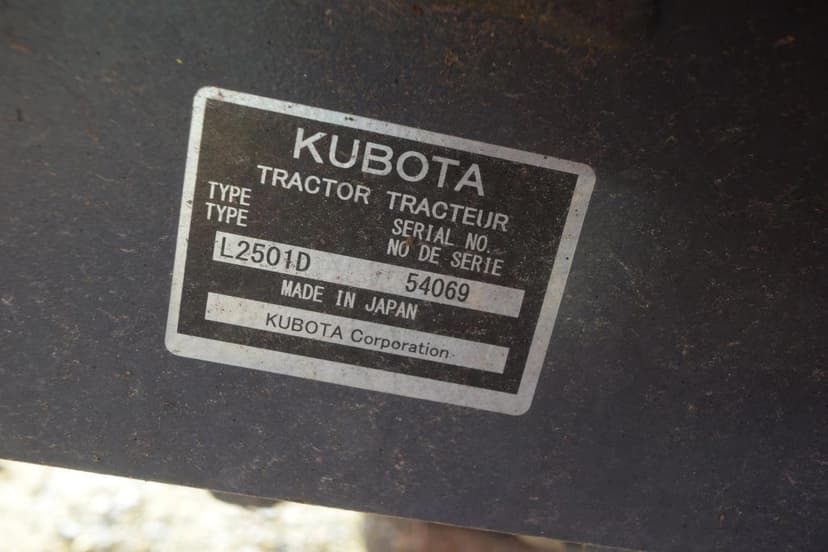 KUBOTA
TRACTOR TRACTEUR
TYPE SERIAL NO.
TYPE NO DE SERIE
L2501D 54069
MADE IN JAPAN
KUBOTA Corporation